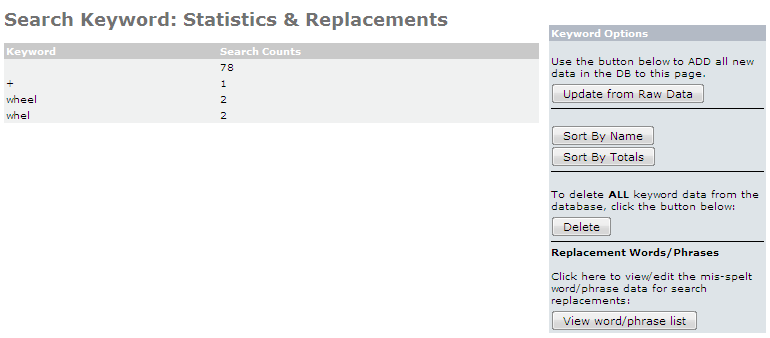 Search Keyword: Statistics & Replacements
Keyword Search Counts
78
+ 1
wheel 2
whel 2
Keyword Options
Use the button below to ADD all new
data in the DB to this page.
Update from Raw Data
Sort By Name
Sort By Totals
To delete ALL keyword data from the
database, click the button below:
Delete
Replacement Words/Phrases
Click here to view/edit the mis-spelt
word/phrase data for search
replacements:
View word/phrase list